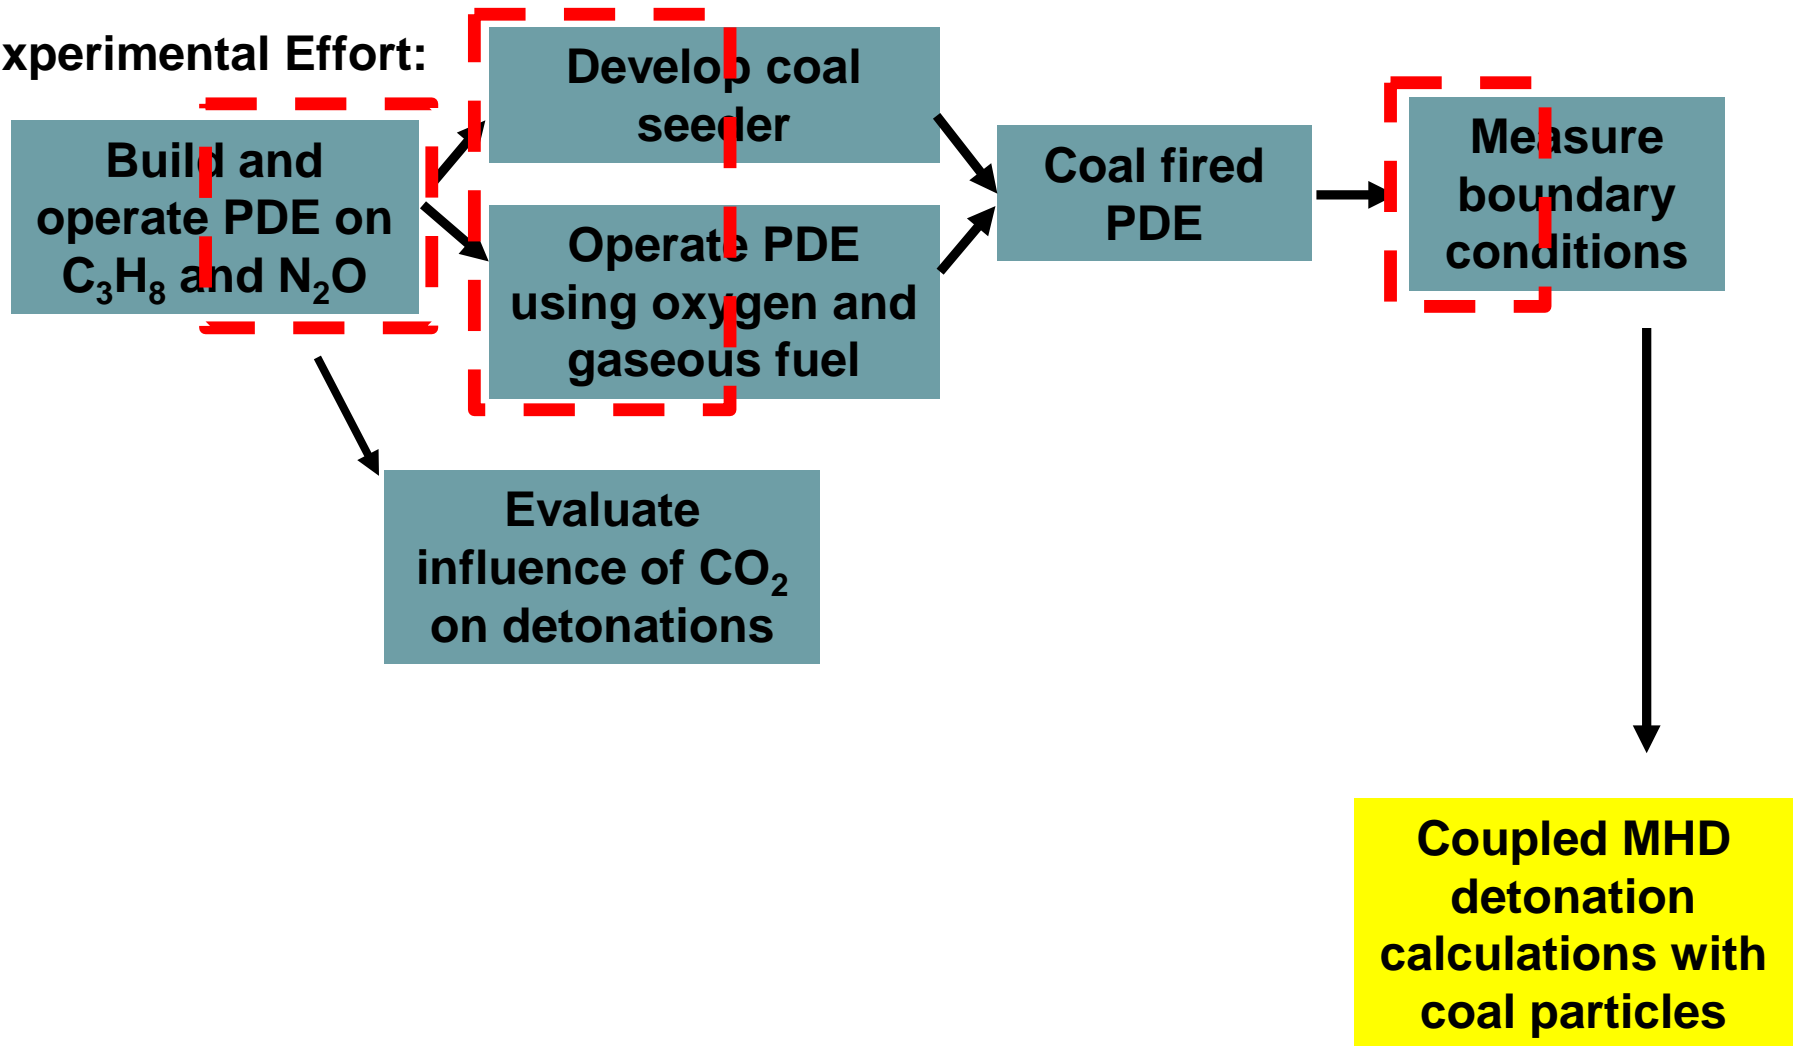 xperimental Effort:
Build and
operate PDE on
C₃H₈ and N₂O
Develop coal
seeder
Operate PDE
using oxygen and
gaseous fuel
Coal fired
PDE
Measure
boundary
conditions
Evaluate
influence of CO₂
on detonations
Coupled MHD
detonation
calculations with
coal particles